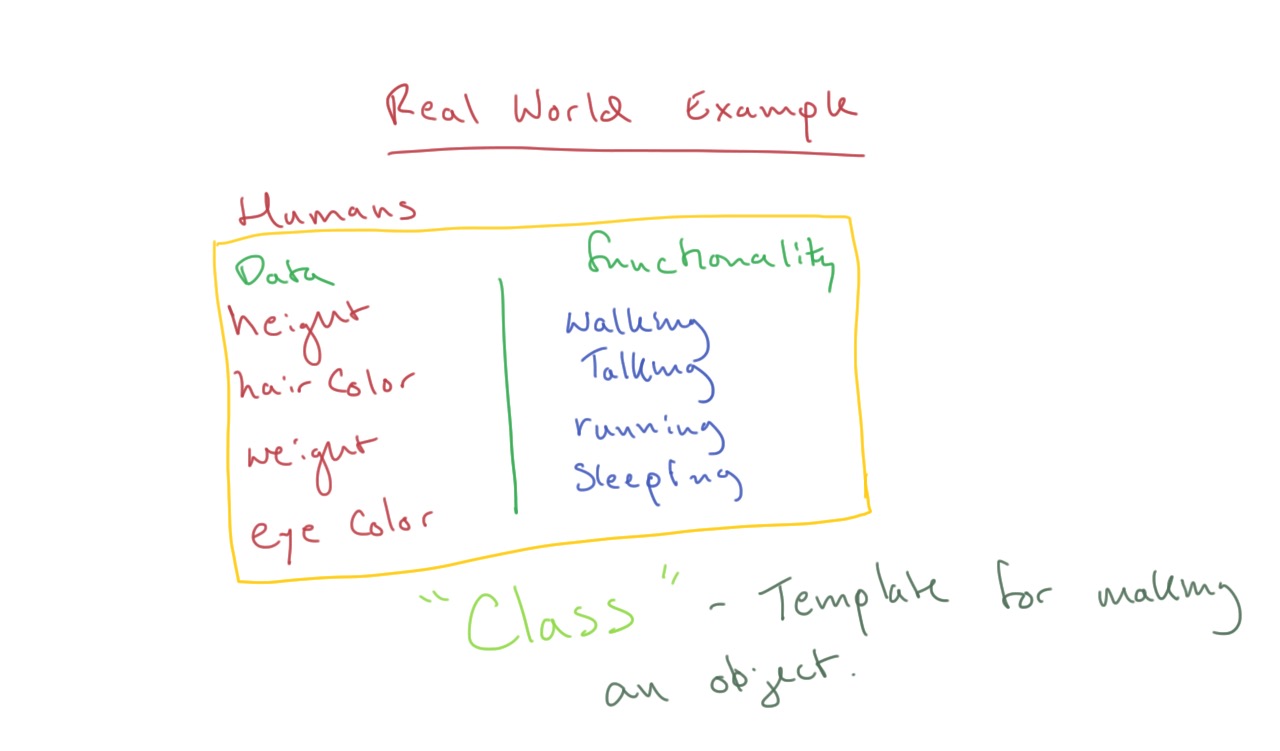 Real World Example
Humans
Data functionality
height walking
hair Color Talking
weight running
eye Color Sleeping
"Class" - Template for making
an object.